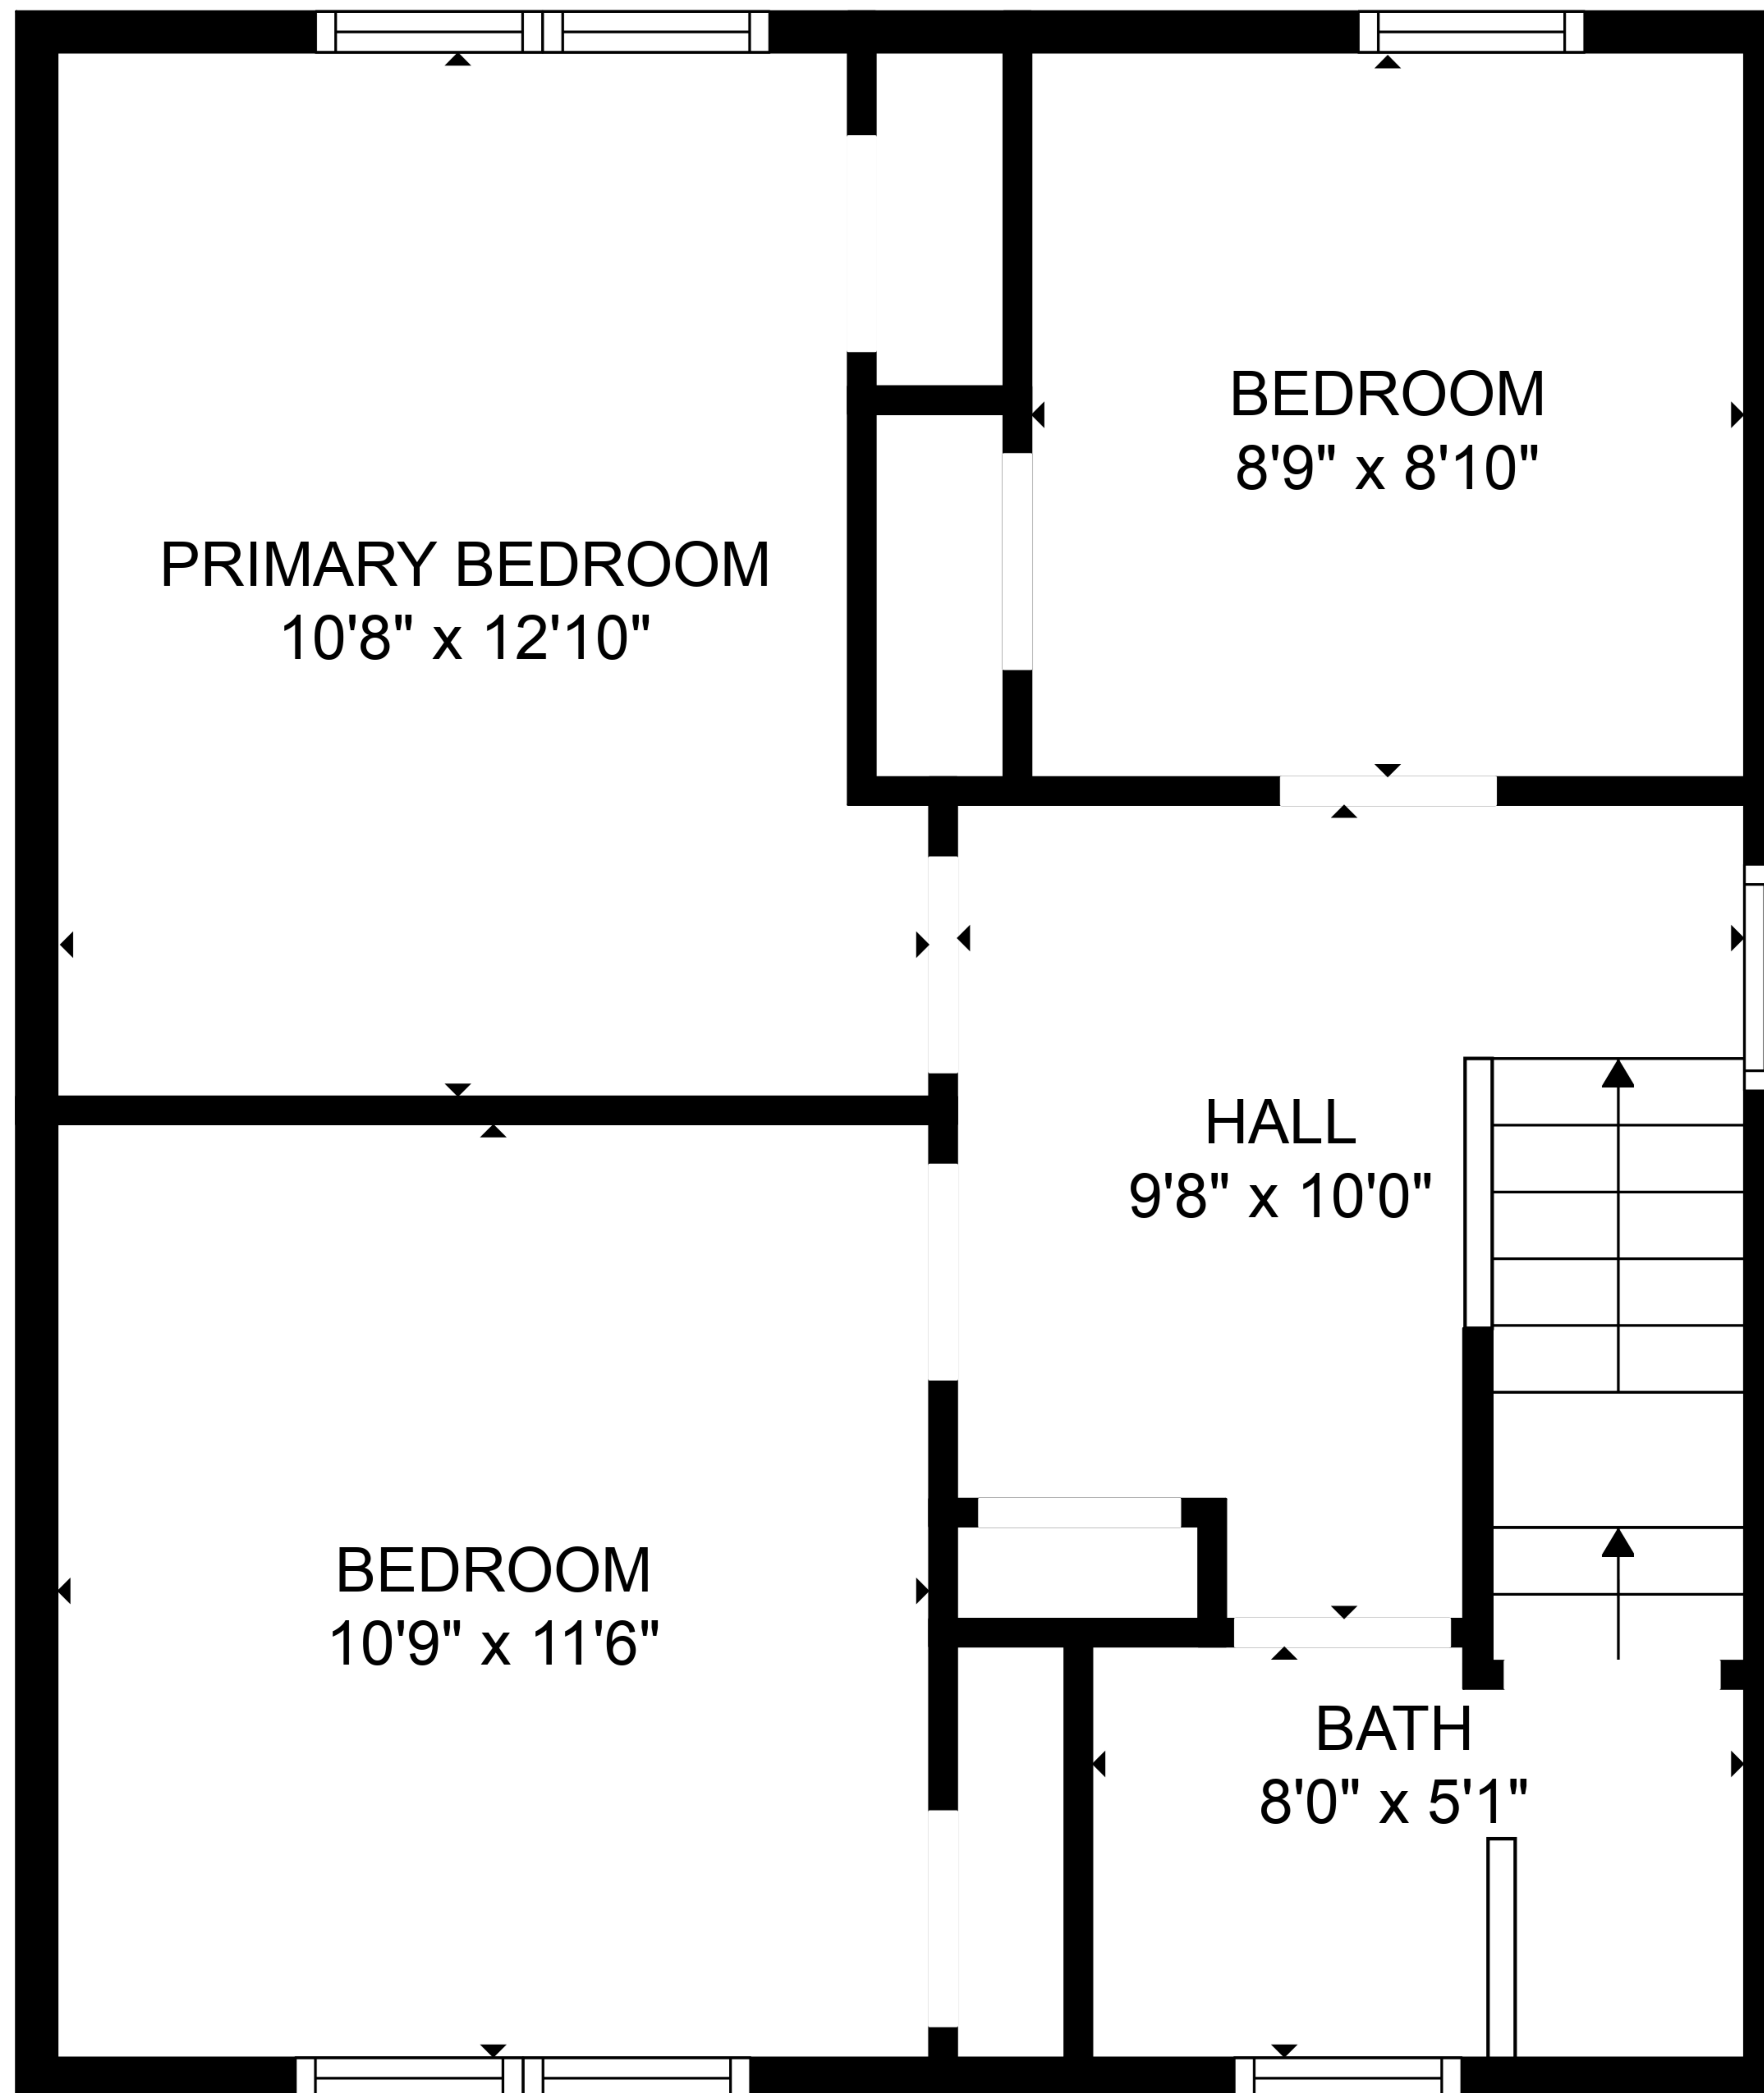 BEDROOM
8'9" x 8'10"
PRIMARY BEDROOM
10'8" x 12'10"
HALL
9'8" x 10'0"
BEDROOM
10'9" x 11'6"
BATH
8'0" x 5'1"